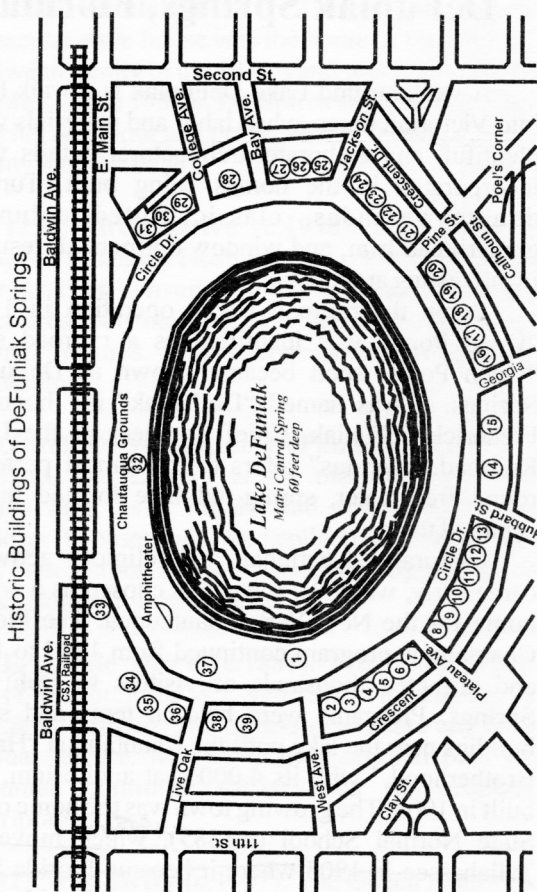 Historic Buildings of DeFuniak Springs
Baldwin Ave.
Baldwin Ave.
CSX Railroad
E. Main St.
Second St.
College Ave.
Bay Ave.
Jackson St.
Crescent Dr.
Poel's Corner
Pine St.
Calhoun St.
Circle Dr.
Chautauqua Grounds
Amphitheater
Lake DeFuniak
Matri Central Spring
60 feet deep
Georgia
Hubbard St.
Circle Dr.
Plateau Ave.
Crescent
Live Oak
West Ave.
Clay St.
11th St.
1
2
3
4
5
6
7
8
9
10
11
12
13
14
15
16
17
18
19
20
21
22
23
24
25
26
27
28
29
30
31
32
33
34
35
36
37
38
39